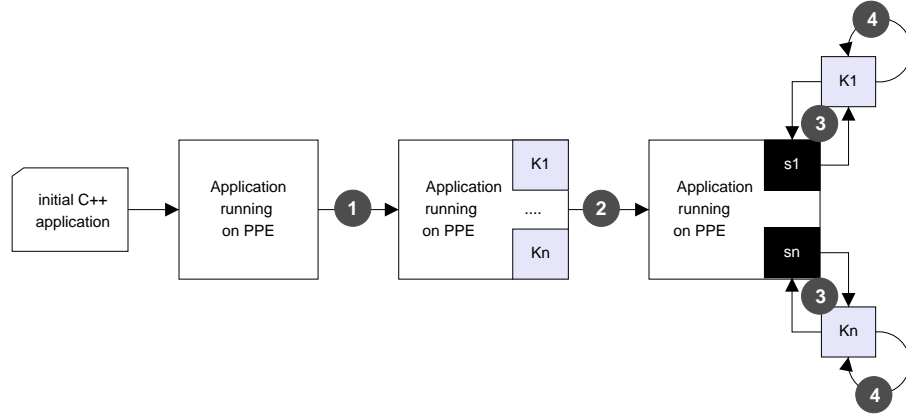 4
K1
3
s1
initial C++
application
Application
running
on PPE
1
Application
running
on PPE
K1
....
Kn
2
Application
running
on PPE
sn
3
Kn
4